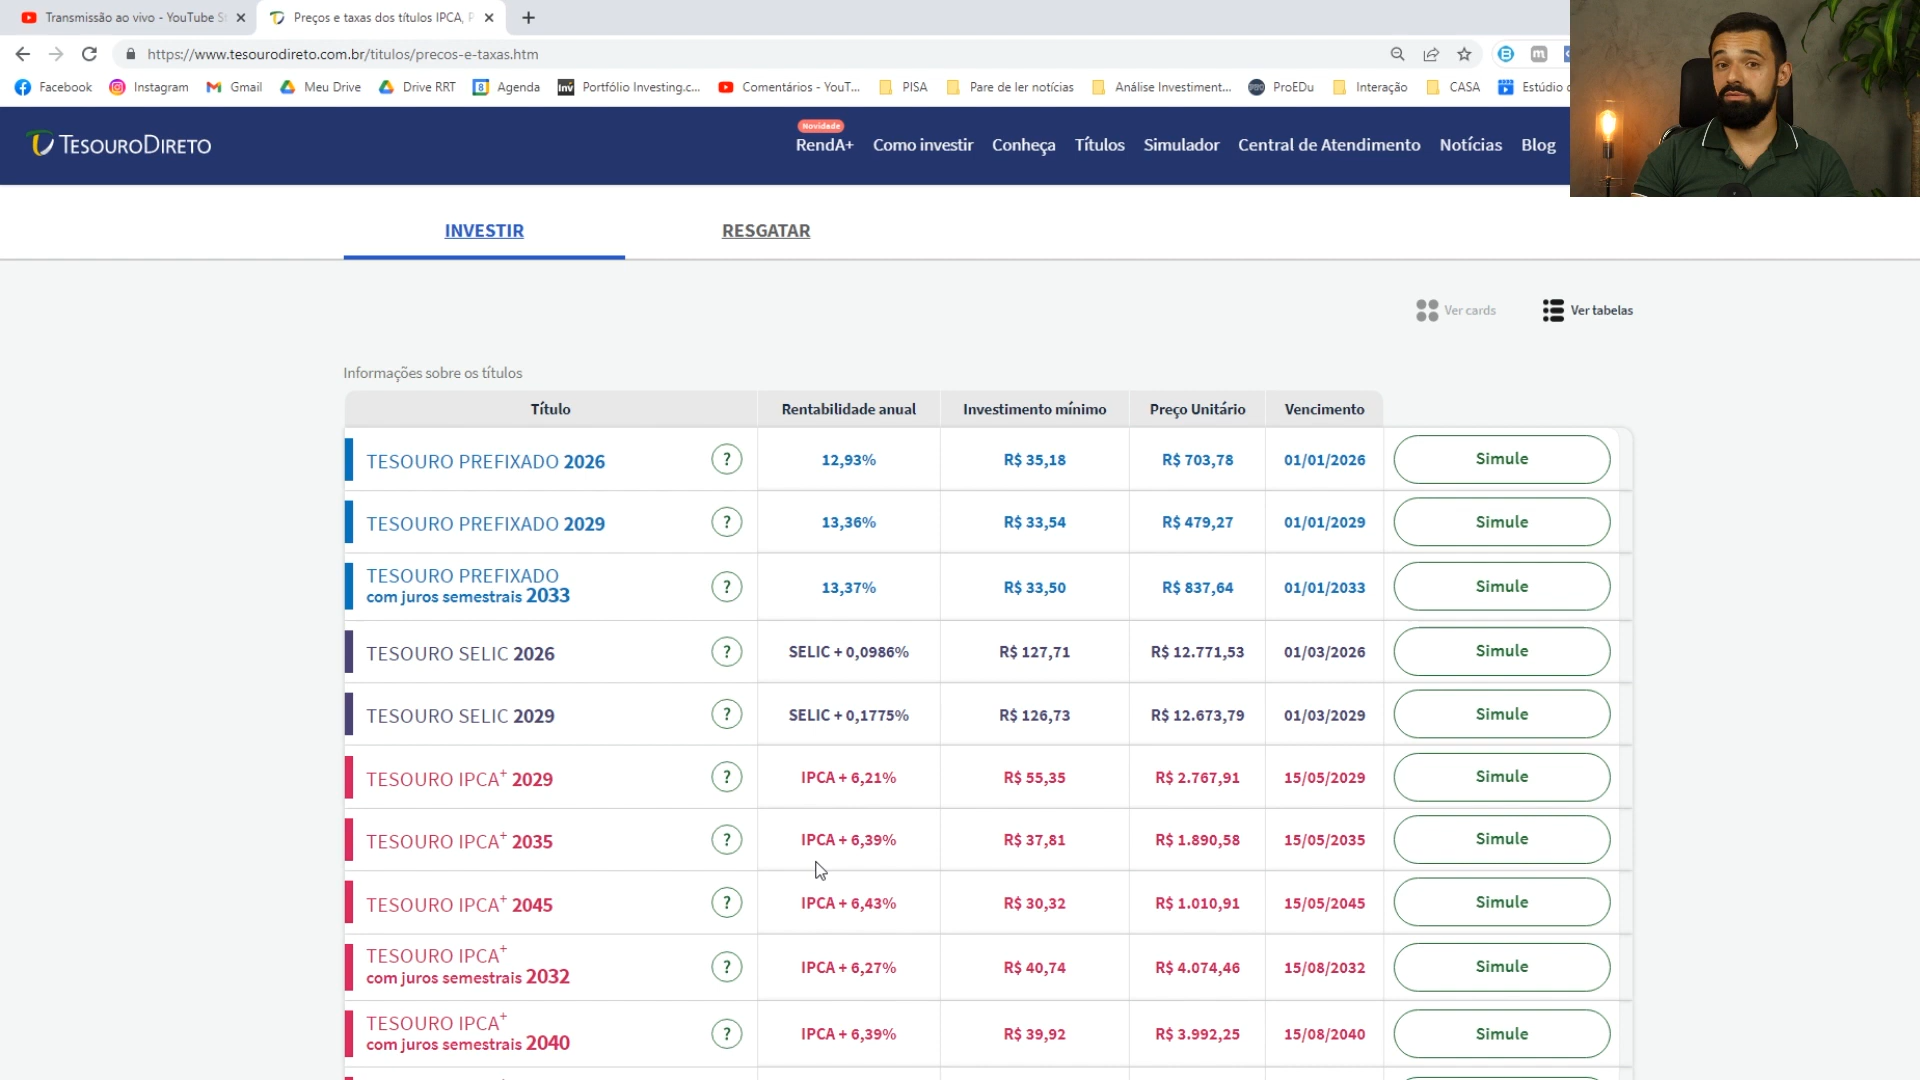 Transmissão ao vivo - YouTube S
Preços e taxas dos títulos IPCA, P
https://www.tesourodireto.com.br/titulos/precos-e-taxas.htm
Facebook Instagram Gmail Meu Drive Drive RRT Agenda Portfólio Investing.c... Comentários - YouT... PISA Pare de ler notícias Análise Investiment... ProEdu Interação CASA Estúdio
TESOURODIRETO
Novidade
RendA+ Como investir Conheça Títulos Simulador Central de Atendimento Notícias Blog
INVESTIR RESGATAR
Ver cards Ver tabelas
Informações sobre os títulos
Título Rentabilidade anual Investimento mínimo Preço Unitário Vencimento
TESOURO PREFIXADO 2026 ? 12,93% R$ 35,18 R$ 703,78 01/01/2026 Simule
TESOURO PREFIXADO 2029 ? 13,36% R$ 33,54 R$ 479,27 01/01/2029 Simule
TESOURO PREFIXADO
com juros semestrais 2033 ? 13,37% R$ 33,50 R$ 837,64 01/01/2033 Simule
TESOURO SELIC 2026 ? SELIC + 0,0986% R$ 127,71 R$ 12.771,53 01/03/2026 Simule
TESOURO SELIC 2029 ? SELIC + 0,1775% R$ 126,73 R$ 12.673,79 01/03/2029 Simule
TESOURO IPCA+ 2029 ? IPCA + 6,21% R$ 55,35 R$ 2.767,91 15/05/2029 Simule
TESOURO IPCA+ 2035 ? IPCA + 6,39% R$ 37,81 R$ 1.890,58 15/05/2035 Simule
TESOURO IPCA+ 2045 ? IPCA + 6,43% R$ 30,32 R$ 1.010,91 15/05/2045 Simule
TESOURO IPCA+
com juros semestrais 2032 ? IPCA + 6,27% R$ 40,74 R$ 4.074,46 15/08/2032 Simule
TESOURO IPCA+
com juros semestrais 2040 ? IPCA + 6,39% R$ 39,92 R$ 3.992,25 15/08/2040 Simule